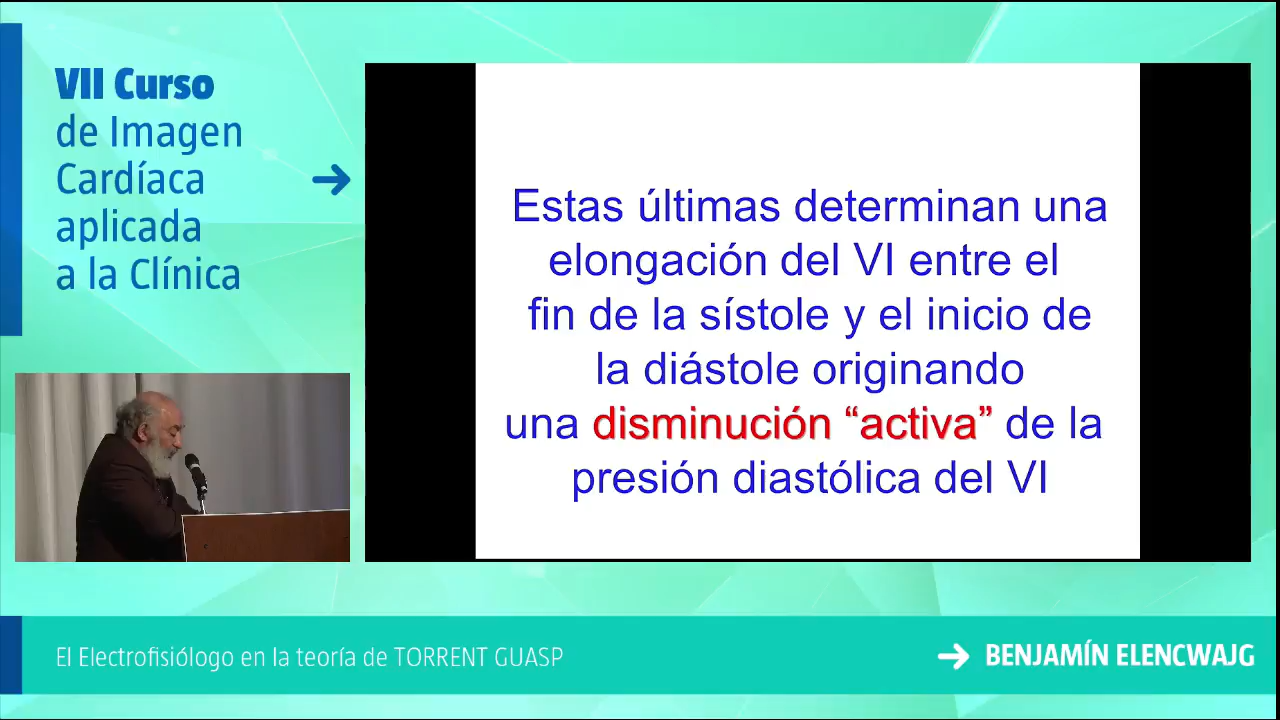 VII Curso
de Imagen
Cardíaca
aplicada
a la Clínica
Estas últimas determinan una
elongación del VI entre el
fin de la sístole y el inicio de
la diástole originando
una disminución “activa” de la
presión diastólica del VI
El Electrofisiólogo en la teoría de TORRENT GUASP
BENJAMÍN ELENCWAJG